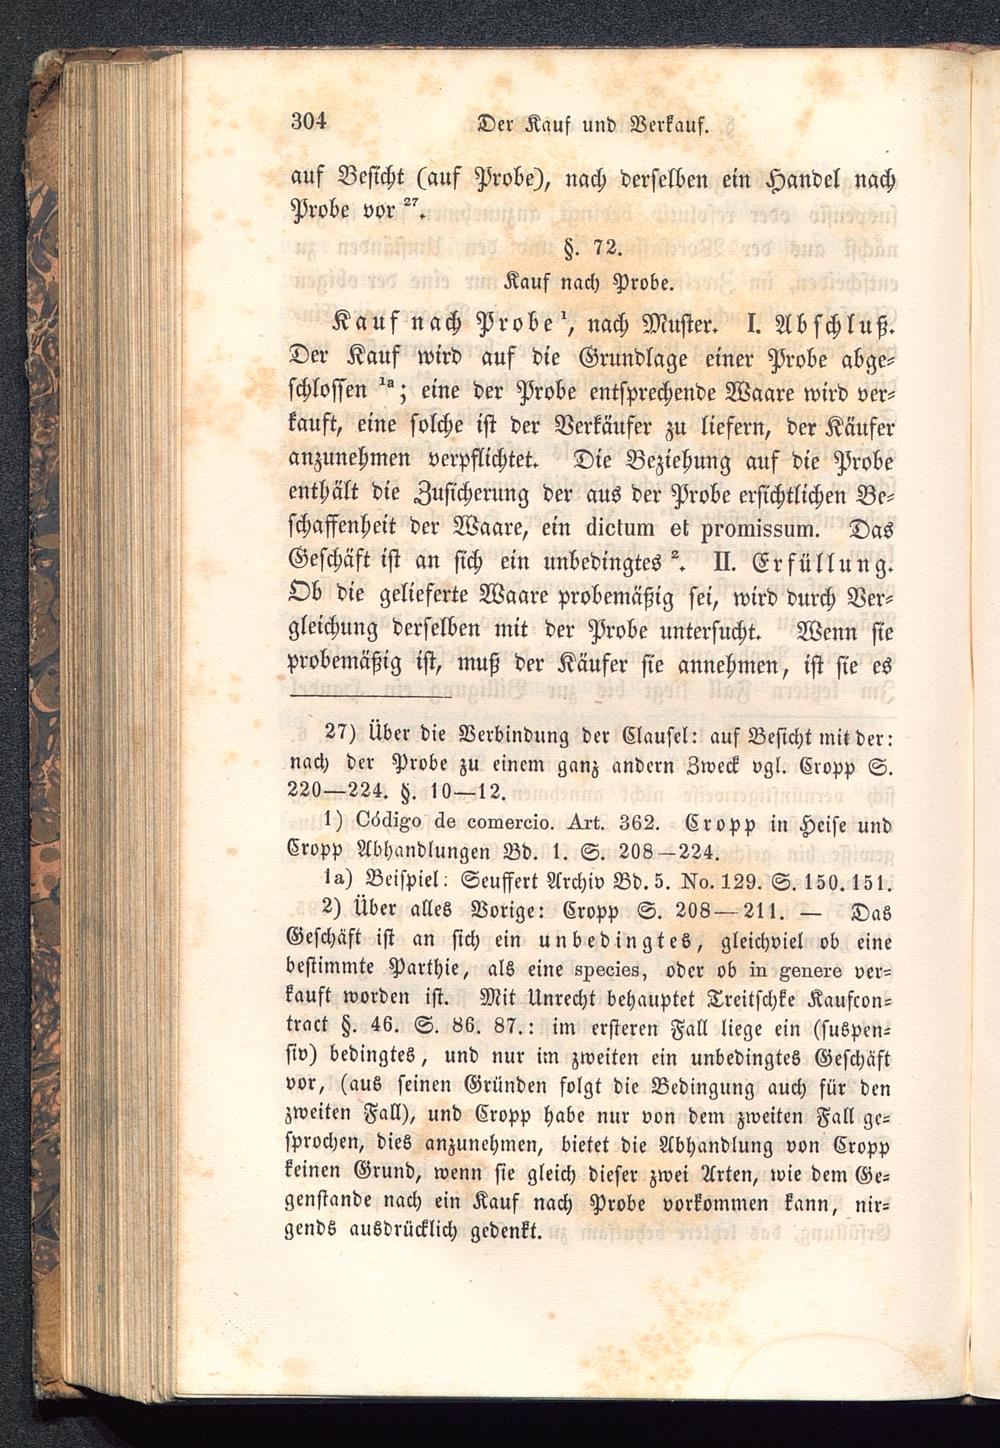 304 Der Kauf und Verkauf.
auf Besicht (auf Probe), nach derselben ein Handel nach
Probe vor ²⁷.
§. 72.
Kauf nach Probe.
Kauf nach Probe ¹, nach Muster. I. Abschluß.
Der Kauf wird auf die Grundlage einer Probe abge=
schlossen ¹ᵃ; eine der Probe entsprechende Waare wird ver=
kauft, eine solche ist der Verkäufer zu liefern, der Käufer
anzunehmen verpflichtet. Die Beziehung auf die Probe
enthält die Zusicherung der aus der Probe ersichtlichen Be=
schaffenheit der Waare, ein dictum et promissum. Das
Geschäft ist an sich ein unbedingtes ². II. Erfüllung.
Ob die gelieferte Waare probemäßig sei, wird durch Ver=
gleichung derselben mit der Probe untersucht. Wenn sie
probemäßig ist, muß der Käufer sie annehmen, ist sie es
27) Über die Verbindung der Clausel: auf Besicht mit der:
nach der Probe zu einem ganz andern Zweck vgl. Cropp S.
220—224. §. 10—12.
1) Código de comercio. Art. 362. Cropp in Heise und
Cropp Abhandlungen Bd. 1. S. 208—224.
1a) Beispiel: Seuffert Archiv Bd. 5. No. 129. S. 150. 151.
2) Über alles Vorige: Cropp S. 208—211. — Das
Geschäft ist an sich ein unbedingtes, gleichviel ob eine
bestimmte Parthie, als eine species, oder ob in genere ver=
kauft worden ist. Mit Unrecht behauptet Treitschke Kaufcon=
tract §. 46. S. 86. 87.: im ersteren Fall liege ein (suspen=
siv) bedingtes, und nur im zweiten ein unbedingtes Geschäft
vor, (aus seinen Gründen folgt die Bedingung auch für den
zweiten Fall), und Cropp habe nur von dem zweiten Fall ge=
sprochen, dies anzunehmen, bietet die Abhandlung von Cropp
keinen Grund, wenn sie gleich dieser zwei Arten, wie dem Ge=
genstande nach ein Kauf nach Probe vorkommen kann, nir=
gends ausdrücklich gedenkt.